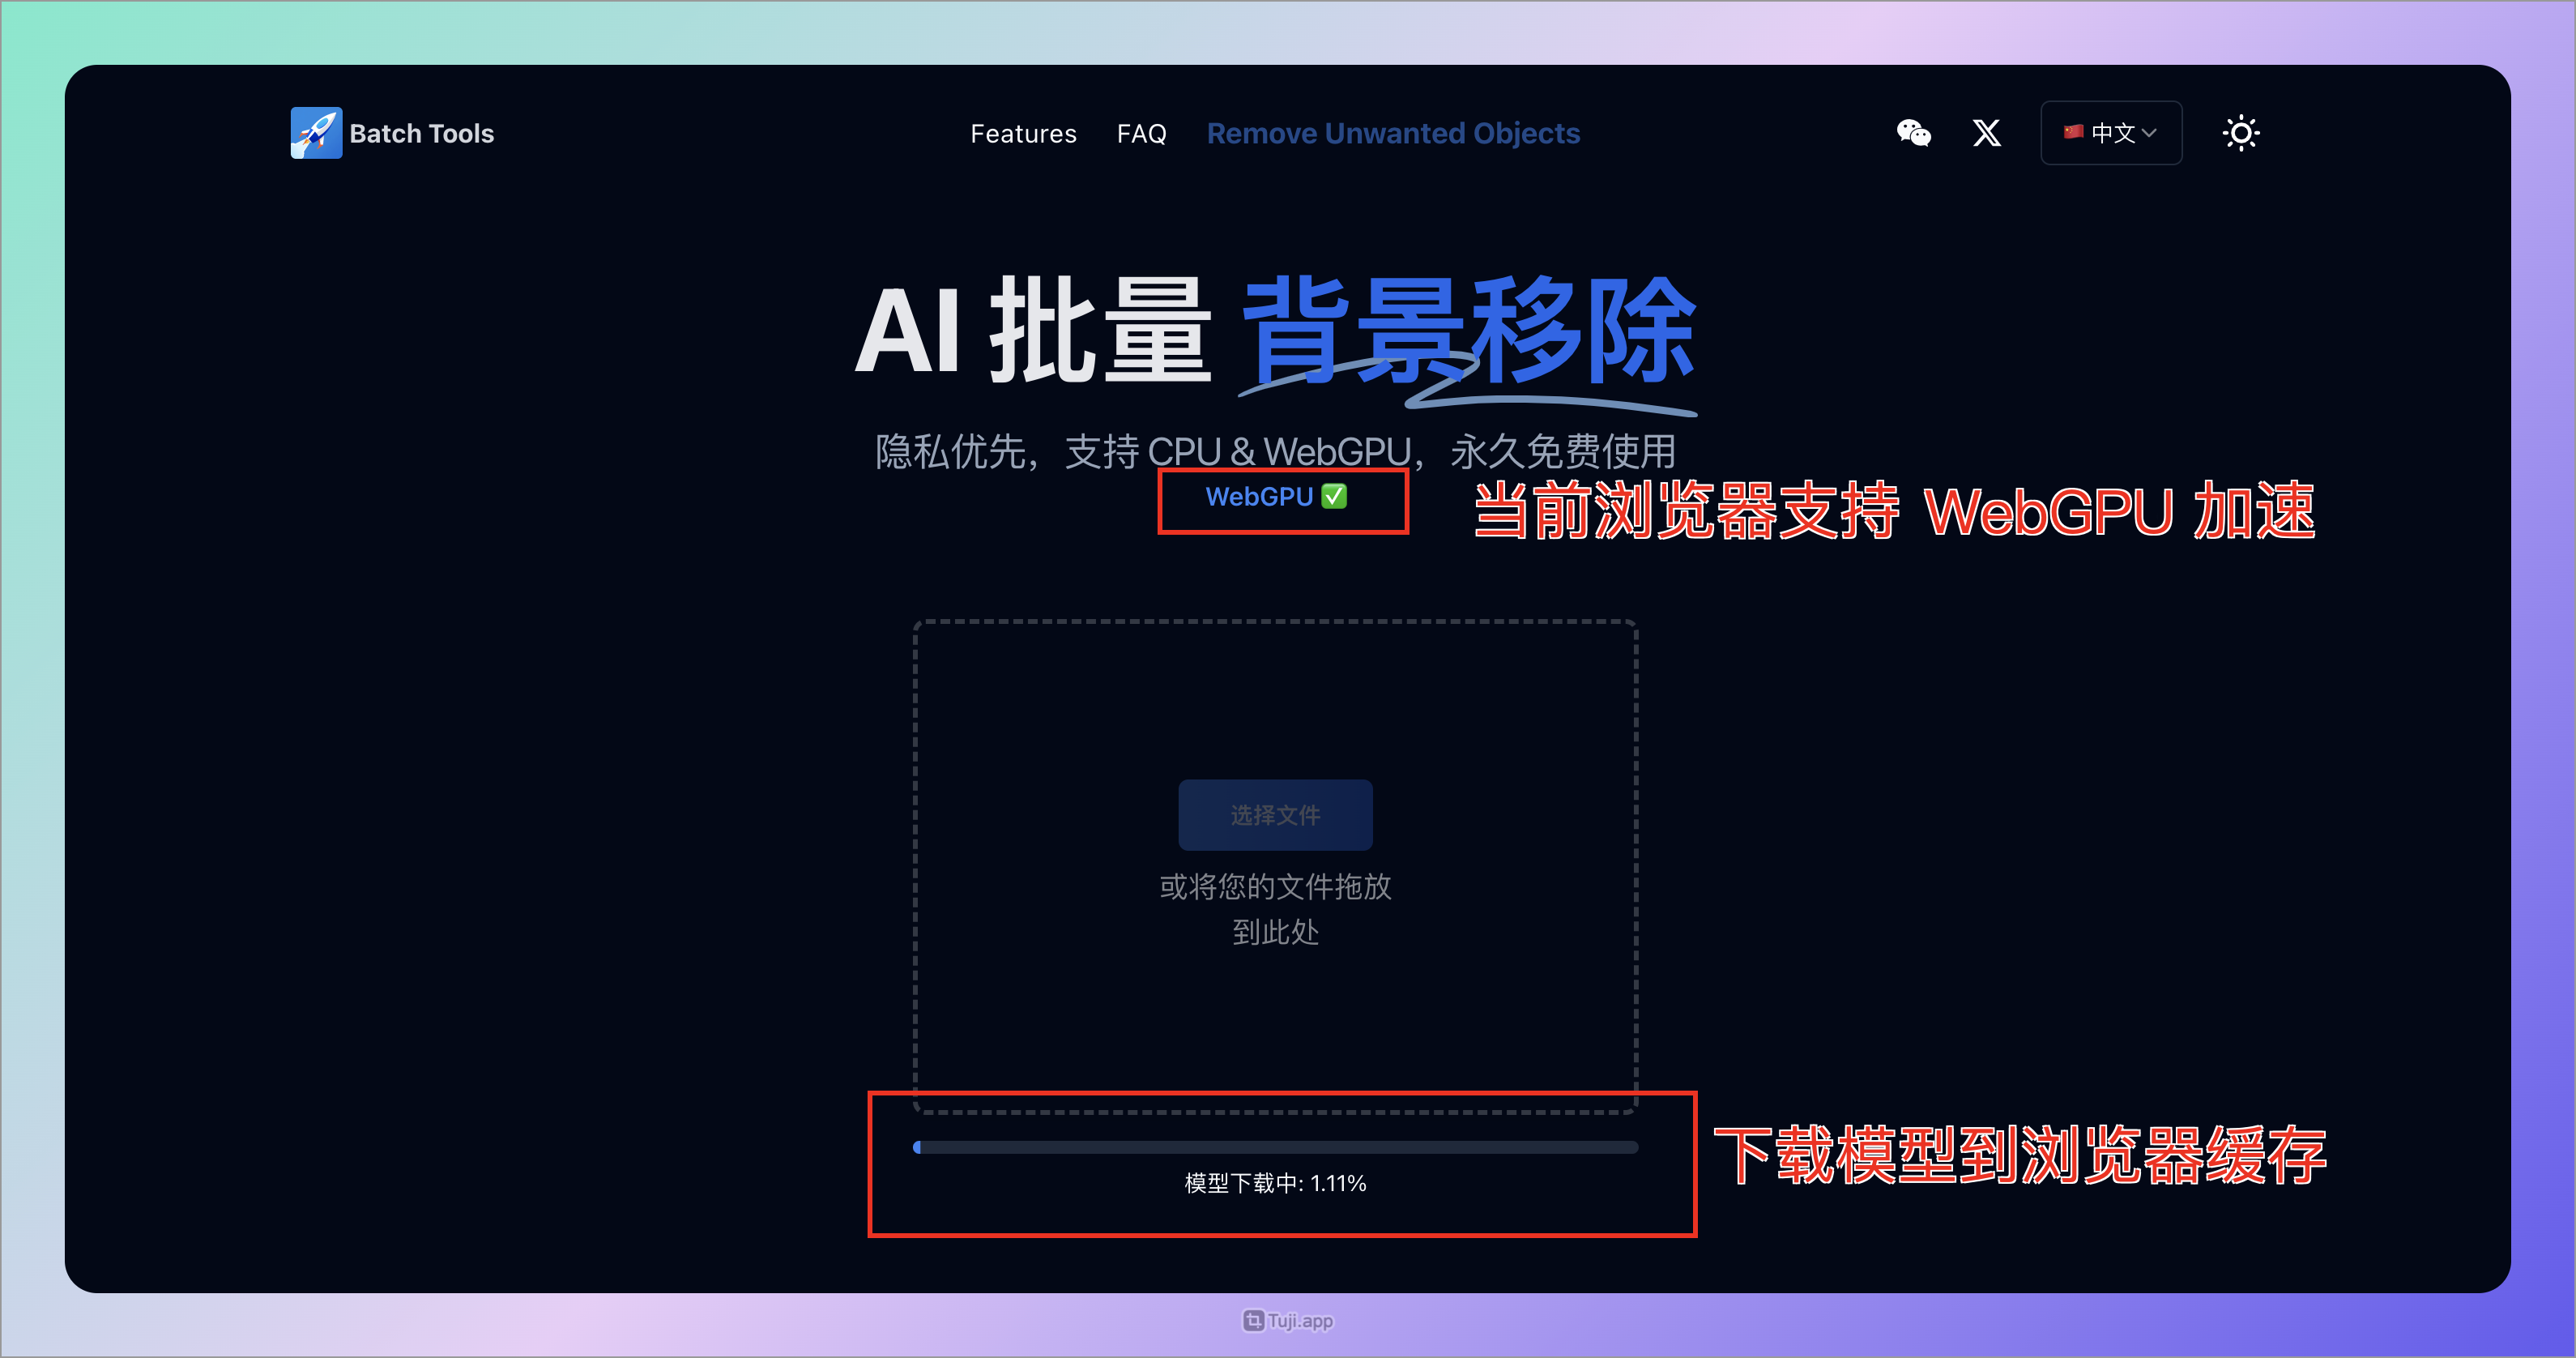 Batch Tools
Features
FAQ
Remove Unwanted Objects
中文
AI 批量 背景移除
隐私优先，支持 CPU & WebGPU，永久免费使用
WebGPU ✅
当前浏览器支持 WebGPU 加速
选择文件
或将您的文件拖放
到此处
模型下载中: 1.11%
下载模型到浏览器缓存
Tuji.app